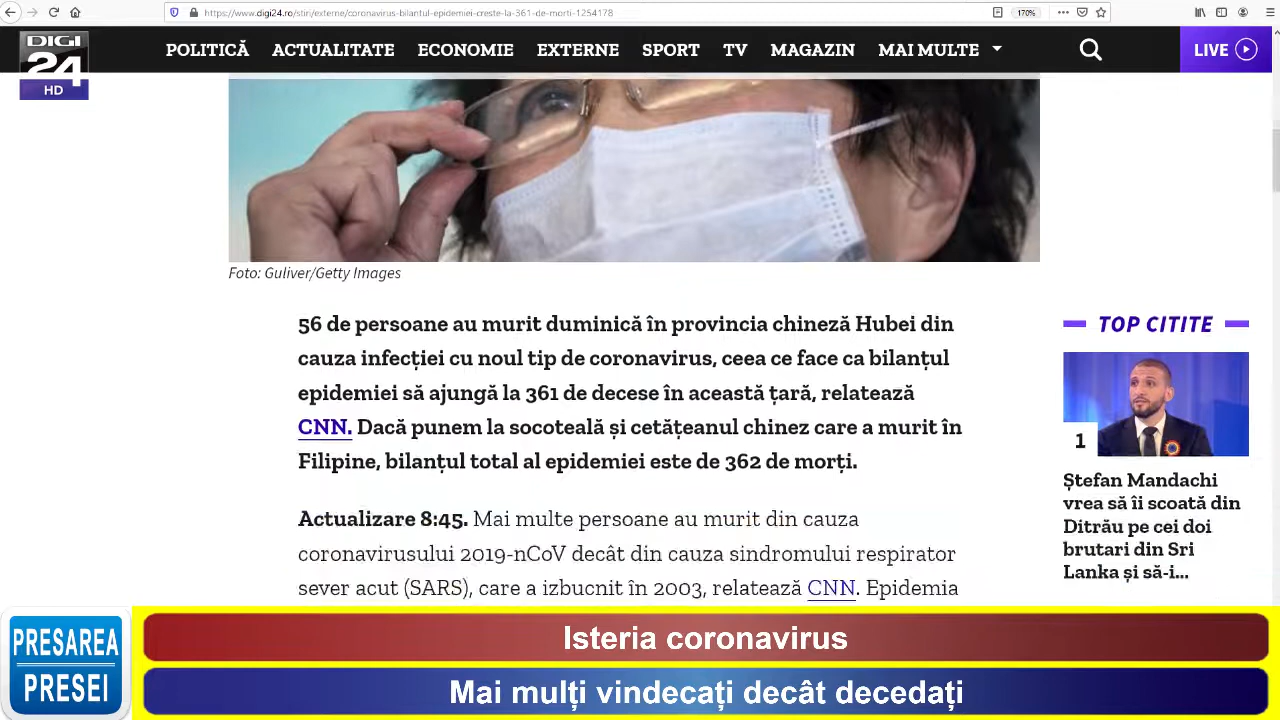 https://www.digi24.ro/stiri/externe/coronavirus-bilantul-epidemiei-creste-la-361-de-morti-1254178
170%
DIGI
24
HD
POLITICĂ ACTUALITATE ECONOMIE EXTERNE SPORT TV MAGAZIN MAI MULTE
LIVE
Foto: Guliver/Getty Images
56 de persoane au murit duminică în provincia chineză Hubei din
cauza infecției cu noul tip de coronavirus, ceea ce face ca bilanțul
epidemiei să ajungă la 361 de decese în această țară, relatează
CNN. Dacă punem la socoteală și cetățeanul chinez care a murit în
Filipine, bilanțul total al epidemiei este de 362 de morți.
Actualizare 8:45. Mai multe persoane au murit din cauza
coronavirusului 2019-nCoV decât din cauza sindromului respirator
sever acut (SARS), care a izbucnit în 2003, relatează CNN. Epidemia
TOP CITITE
1
Ștefan Mandachi
vrea să îi scoată din
Ditrău pe cei doi
brutari din Sri
Lanka și să-i...
PRESAREA
PRESEI
Isteria coronavirus
Mai mulți vindecați decât decedați